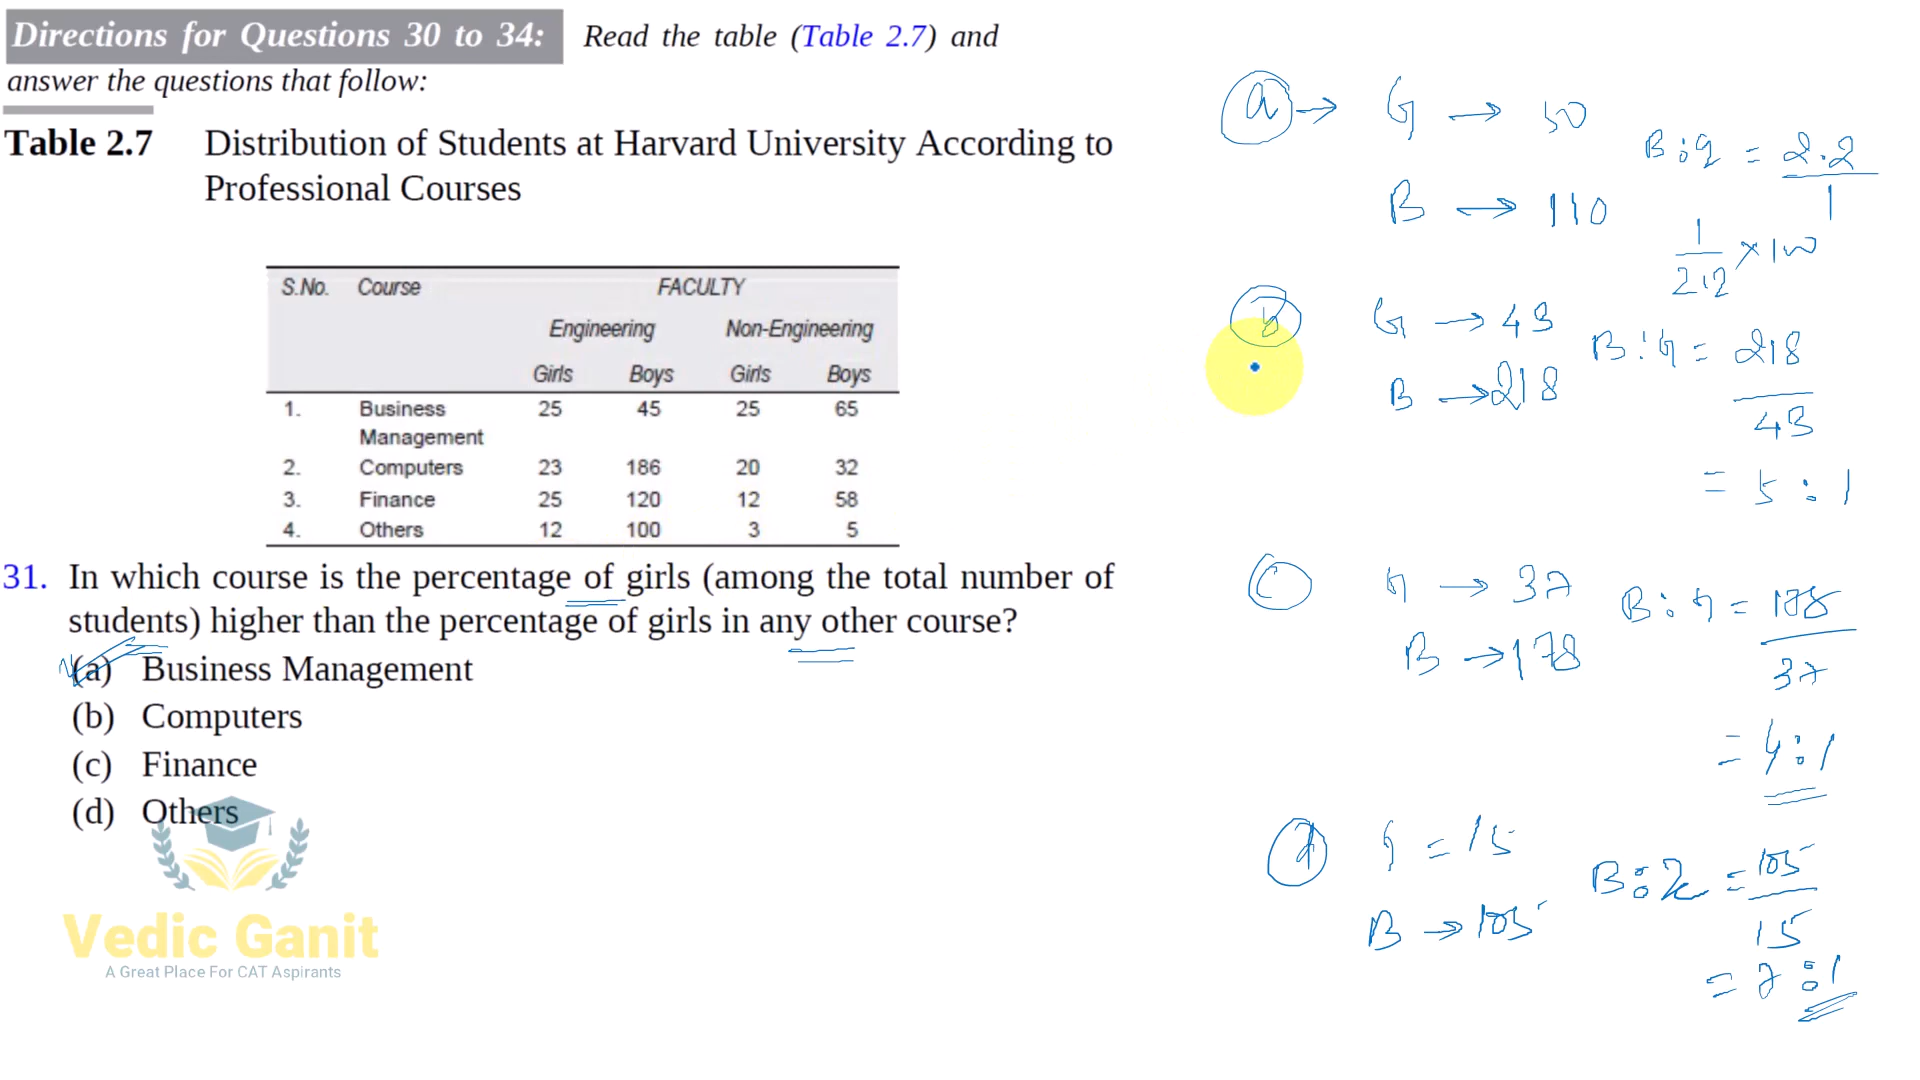 Directions for Questions 30 to 34: Read the table (Table 2.7) and
answer the questions that follow:
Table 2.7 Distribution of Students at Harvard University According to
Professional Courses
S.No. Course FACULTY
Engineering Non-Engineering
Girls Boys Girls Boys
1. Business Management 25 45 25 65
2. Computers 23 186 20 32
3. Finance 25 120 12 58
4. Others 12 100 3 5
31. In which course is the percentage of girls (among the total number of
students) higher than the percentage of girls in any other course?
(a) Business Management
(b) Computers
(c) Finance
(d) Others
Vedic Ganit
A Great Place For CAT Aspirants
a → G → 50
B → 110
B:g = 2.2/1
1/2.2 × 100
b G → 43
B → 218
B:G = 218/43
= 5:1
C G → 37
B → 178
B:G = 178/37
= 4:1
d G = 15
B → 105
= 105/15
= 7:1